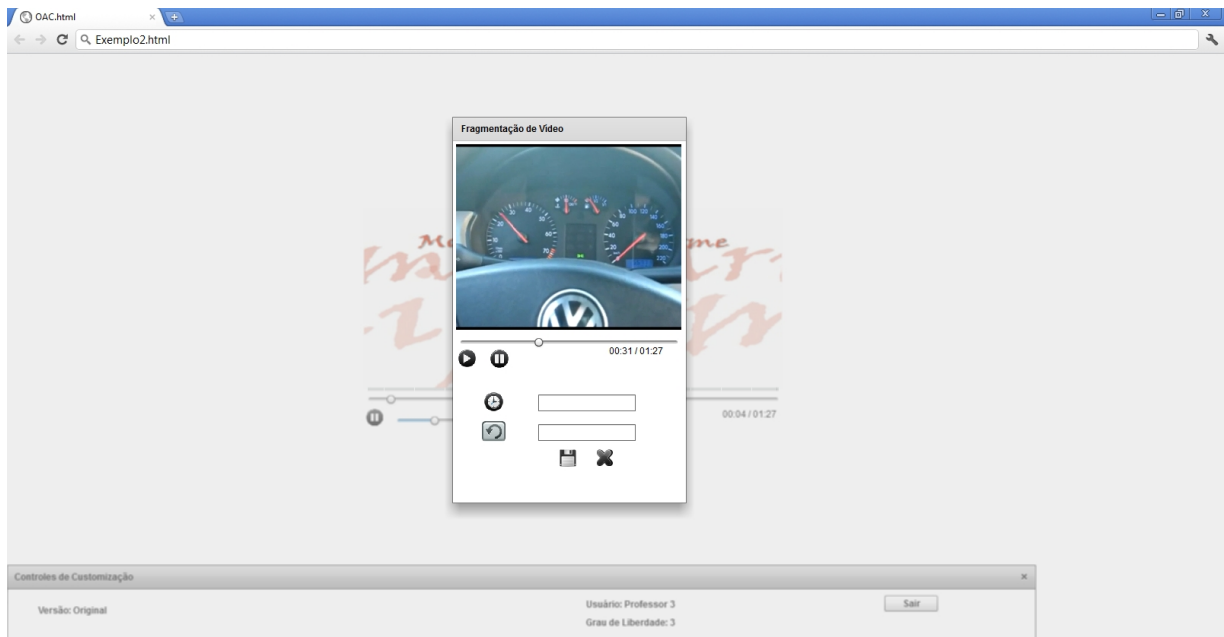 OAC.html
Exemplo2.html
Fragmentação de Vídeo
00:31 / 01:27
00:04 / 01:27
Controles de Customização
Versão: Original
Usuário: Professor 3
Sair
Grau de Liberdade: 3